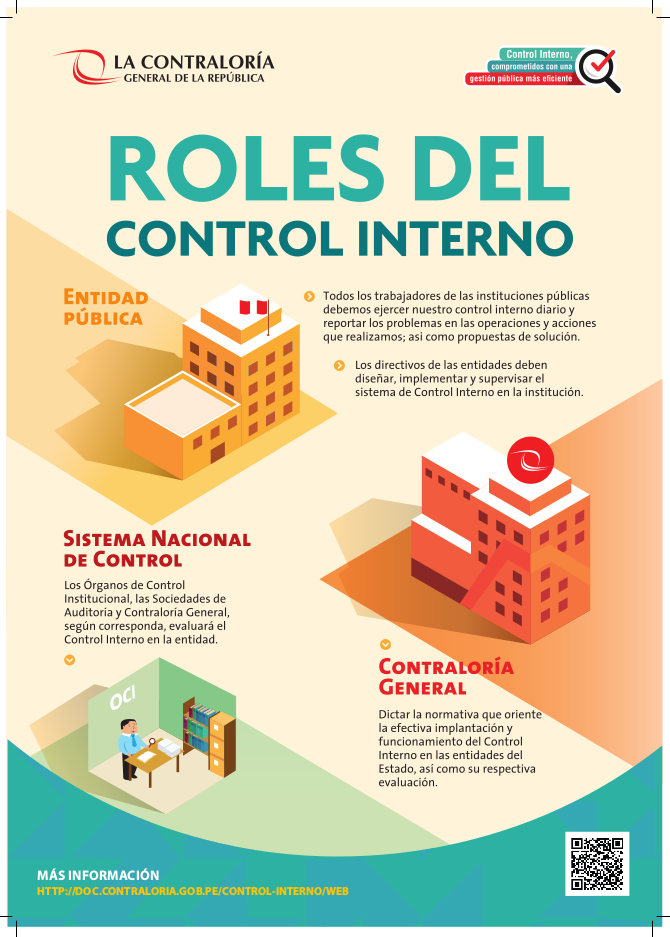 LA CONTRALORÍA
GENERAL DE LA REPÚBLICA
Control Interno,
comprometidos con una
gestión pública más eficiente
ROLES DEL
CONTROL INTERNO
ENTIDAD
PÚBLICA
Todos los trabajadores de las instituciones públicas
debemos ejercer nuestro control interno diario y
reportar los problemas en las operaciones y acciones
que realizamos; asi como propuestas de solución.
Los directivos de las entidades deben
diseñar, implementar y supervisar el
sistema de Control Interno en la institución.
SISTEMA NACIONAL
DE CONTROL
Los Órganos de Control
Institucional, las Sociedades de
Auditoria y Contraloría General,
según corresponda, evaluará el
Control Interno en la entidad.
OCI
CONTRALORÍA
GENERAL
Dictar la normativa que oriente
la efectiva implantación y
funcionamiento del Control
Interno en las entidades del
Estado, así como su respectiva
evaluación.
MÁS INFORMACIÓN
HTTP://DOC.CONTRALORIA.GOB.PE/CONTROL-INTERNO/WEB